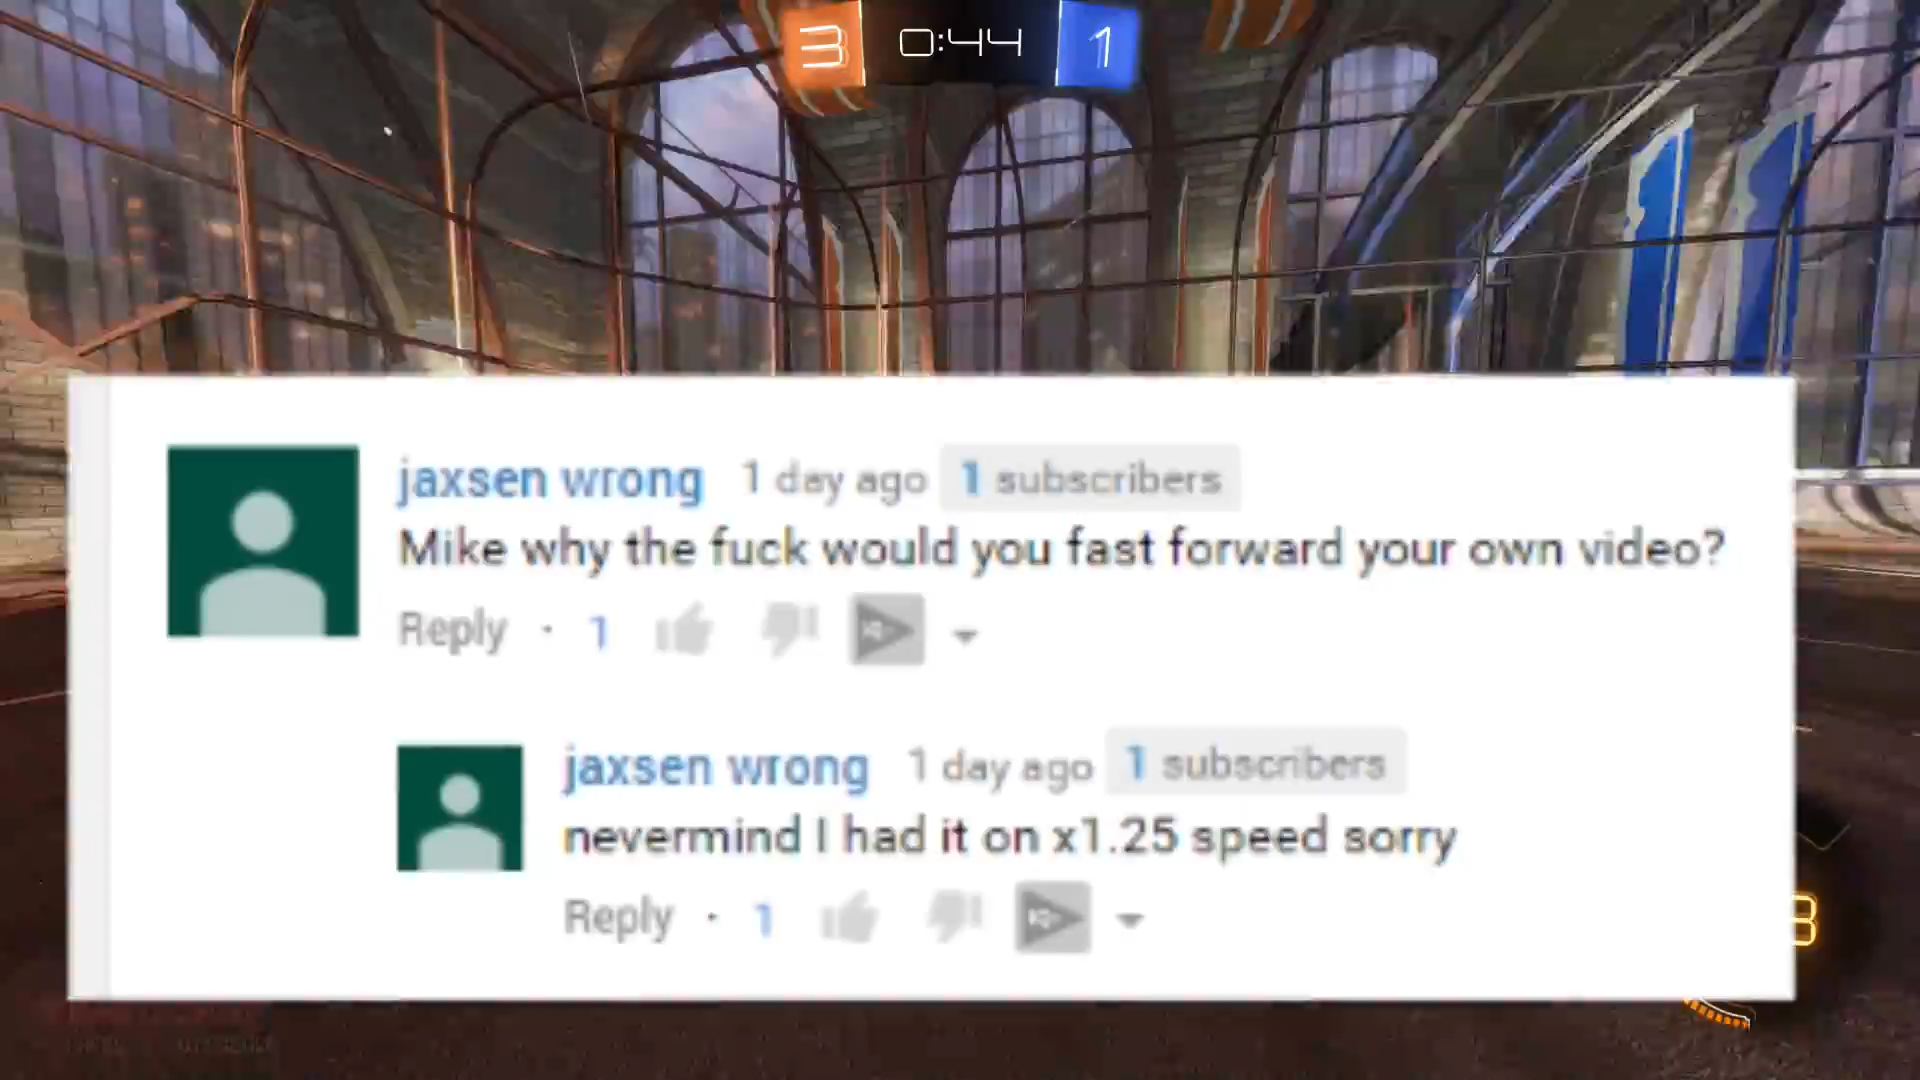 3 0:44 1
jaxsen wrong 1 day ago 1 subscribers
Mike why the fuck would you fast forward your own video?
Reply · 1
jaxsen wrong 1 day ago 1 subscribers
nevermind I had it on x1.25 speed sorry
Reply · 1
3